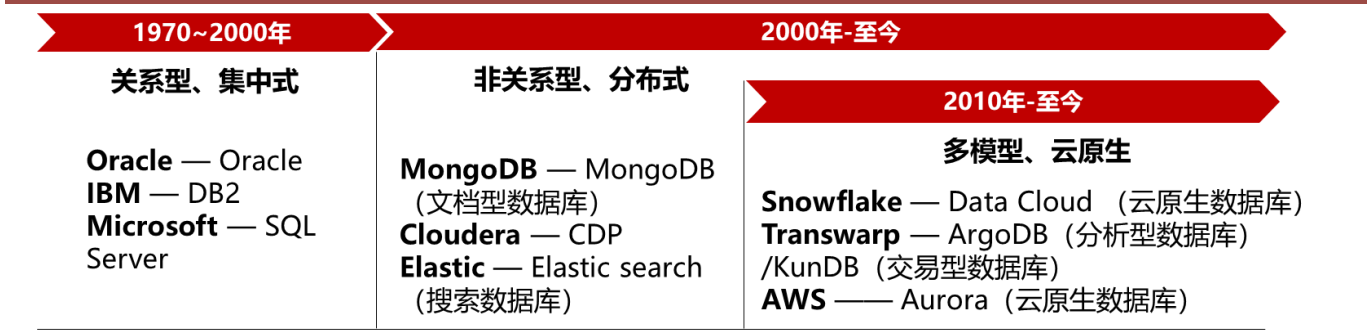 1970~2000年
2000年-至今
关系型、集中式
非关系型、分布式
2010年-至今
多模型、云原生
Oracle — Oracle
IBM — DB2
Microsoft — SQL
Server
MongoDB — MongoDB
（文档型数据库）
Cloudera — CDP
Elastic — Elastic search
（搜索数据库）
Snowflake — Data Cloud （云原生数据库）
Transwarp — ArgoDB（分析型数据库）
/KunDB（交易型数据库）
AWS —— Aurora（云原生数据库）